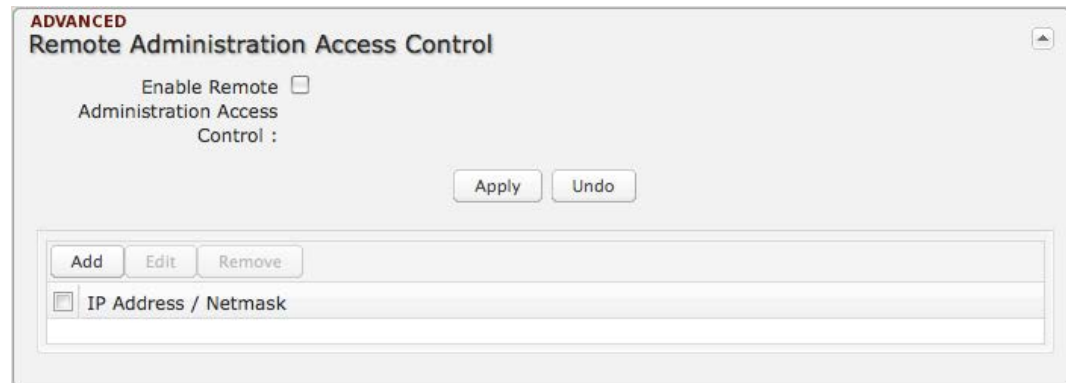 ADVANCED
Remote Administration Access Control
Enable Remote
Administration Access
Control :
Apply Undo
Add Edit Remove
IP Address / Netmask